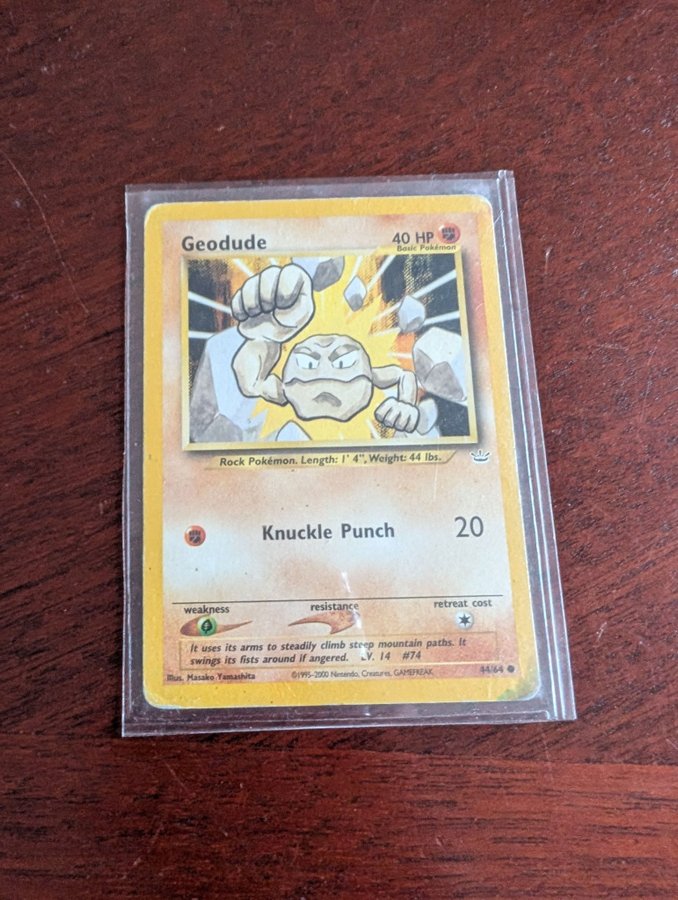 Geodude
40 HP
Basic Pokémon
Rock Pokémon. Length: 1' 4", Weight: 44 lbs.
Knuckle Punch 20
weakness resistance retreat cost
It uses its arms to steadily climb steep mountain paths. It
swings its fists around if angered. LV. 14 #74
Illus. Masako Yamashita ©1995-2000 Nintendo, Creatures, GAMEFREAK. 44/64